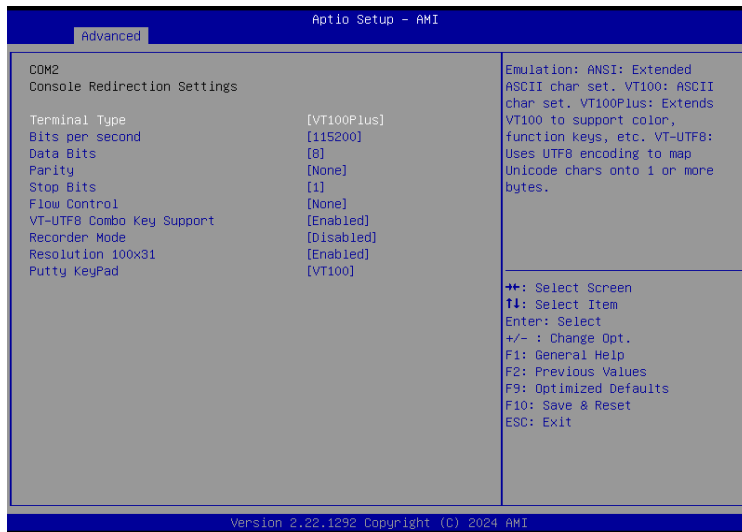 Aptio Setup – AMI
Advanced
COM2
Console Redirection Settings
Terminal Type [VT100Plus]
Bits per second [115200]
Data Bits [8]
Parity [None]
Stop Bits [1]
Flow Control [None]
VT-UTF8 Combo Key Support [Enabled]
Recorder Mode [Disabled]
Resolution 100x31 [Enabled]
Putty KeyPad [VT100]
Emulation: ANSI: Extended
ASCII char set. VT100: ASCII
char set. VT100Plus: Extends
VT100 to support color,
function keys, etc. VT-UTF8:
Uses UTF8 encoding to map
Unicode chars onto 1 or more
bytes.
→←: Select Screen
↑↓: Select Item
Enter: Select
+/- : Change Opt.
F1: General Help
F2: Previous Values
F9: Optimized Defaults
F10: Save & Reset
ESC: Exit
Version 2.22.1292 Copyright (C) 2024 AMI